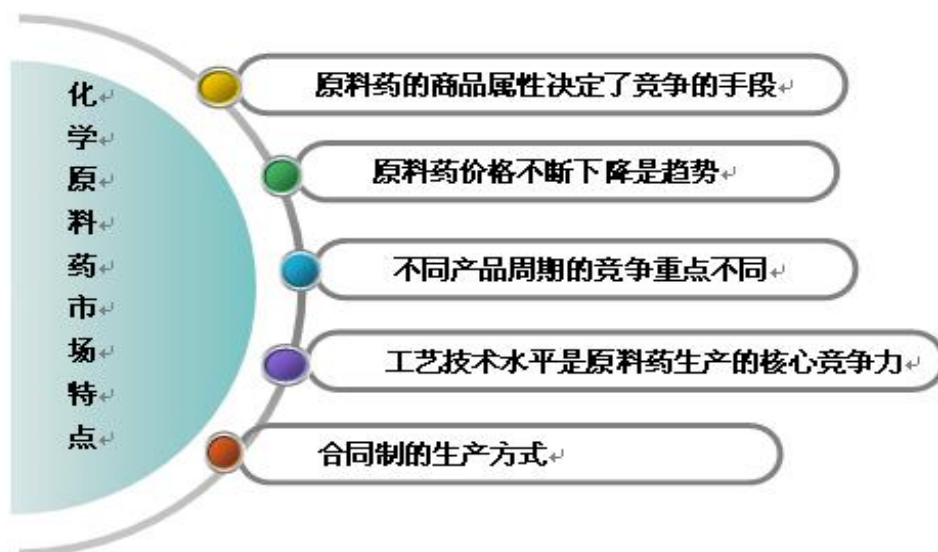 化学原料药市场特点
原料药的商品属性决定了竞争的手段
原料药价格不断下降是趋势
不同产品周期的竞争重点不同
工艺技术水平是原料药生产的核心竞争力
合同制的生产方式